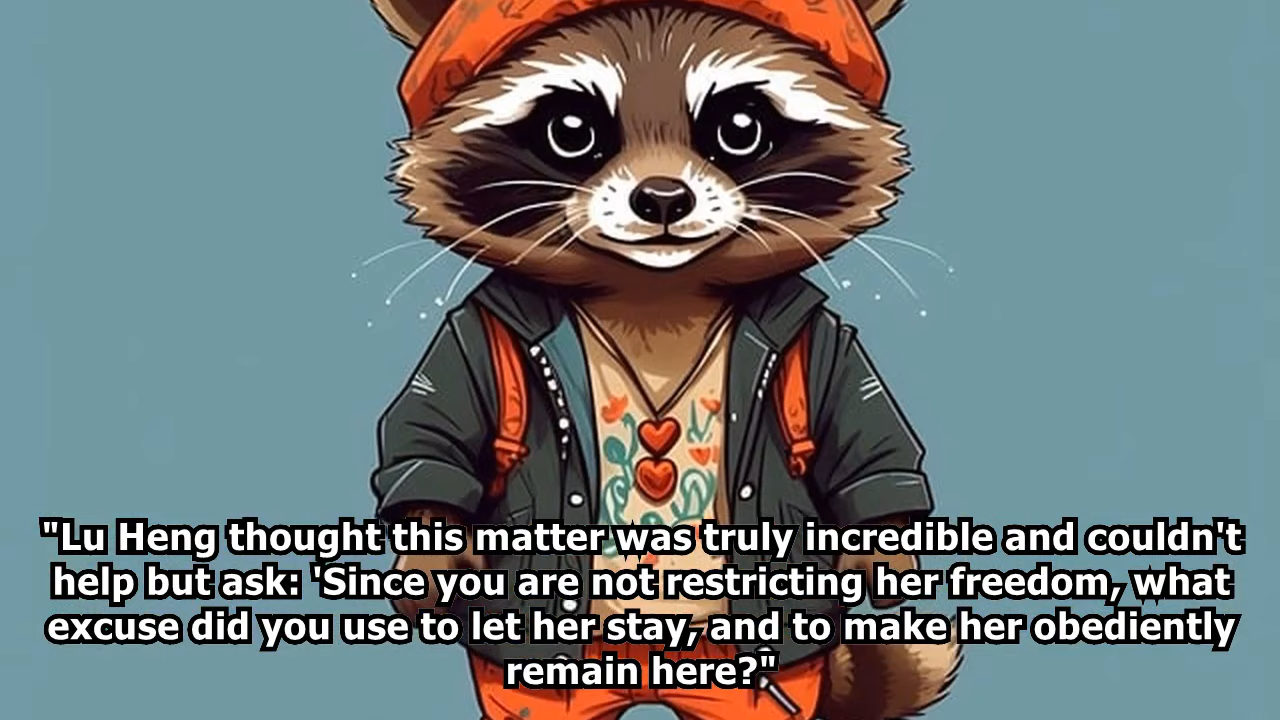 "Lu Heng thought this matter was truly incredible and couldn't
help but ask: 'Since you are not restricting her freedom, what
excuse did you use to let her stay, and to make her obediently
remain here?"